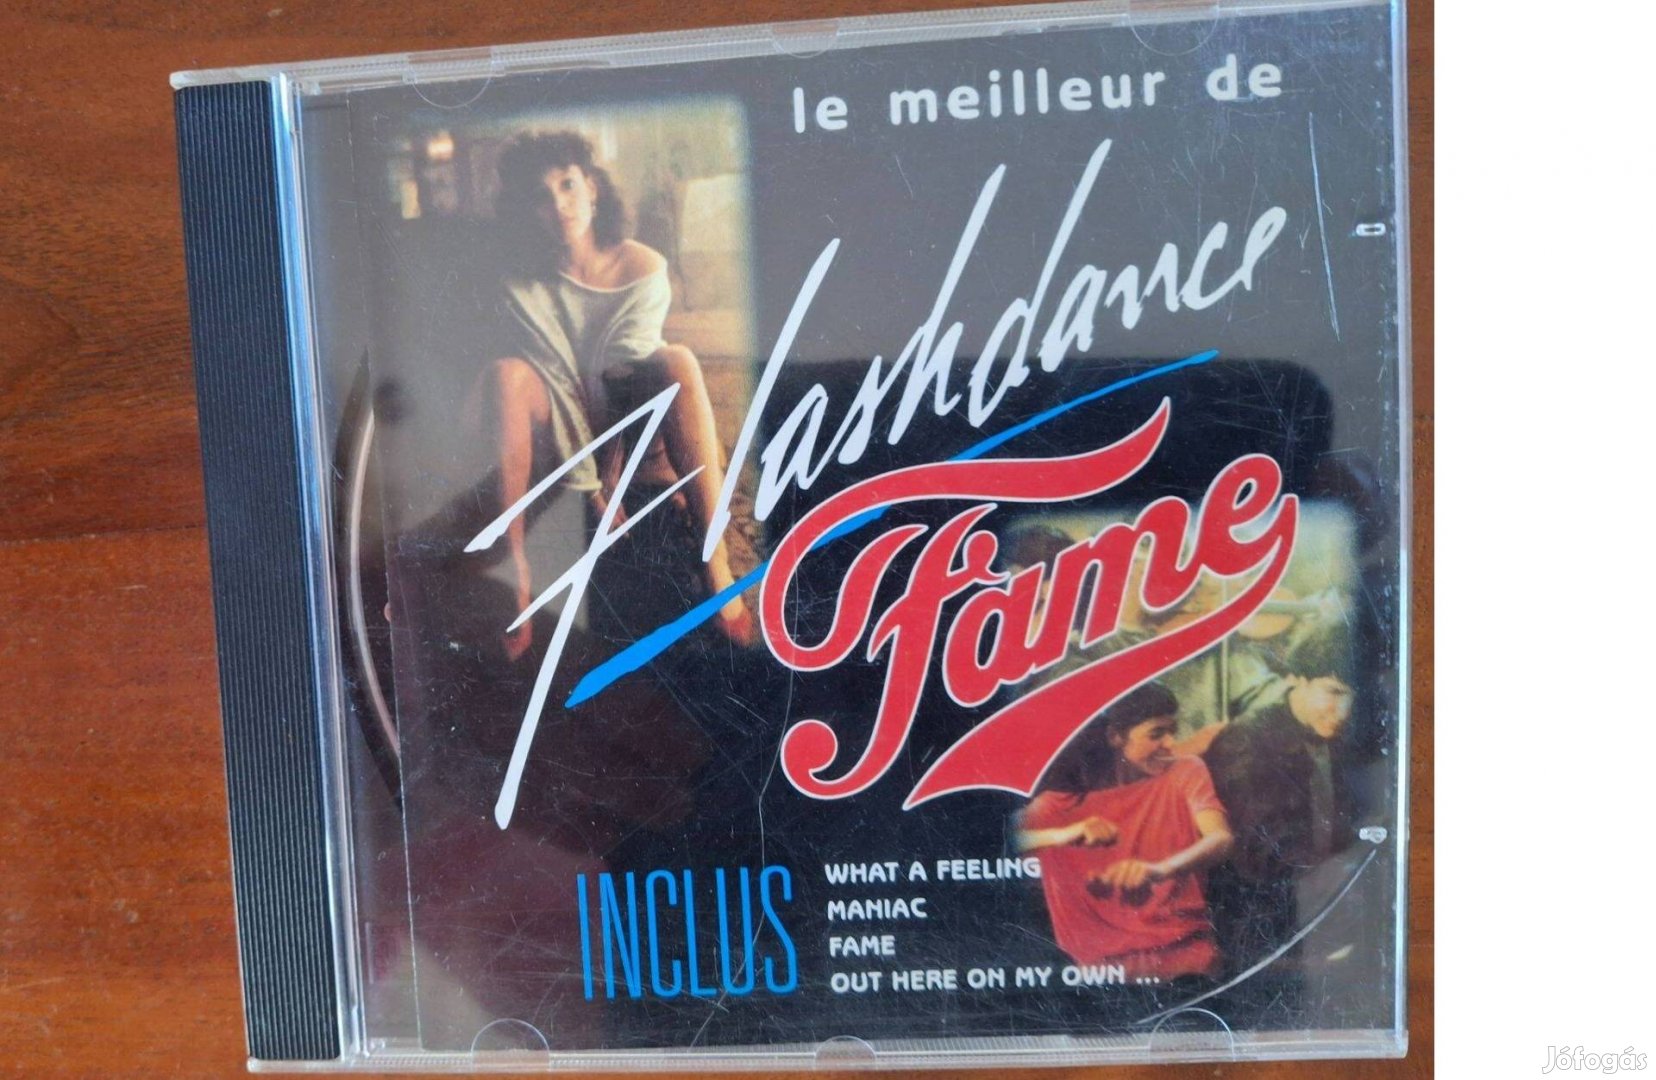 le meilleur de
Flashdance
Fame
INCLUS
WHAT A FEELING
MANIAC
FAME
OUT HERE ON MY OWN ...
Jófogás